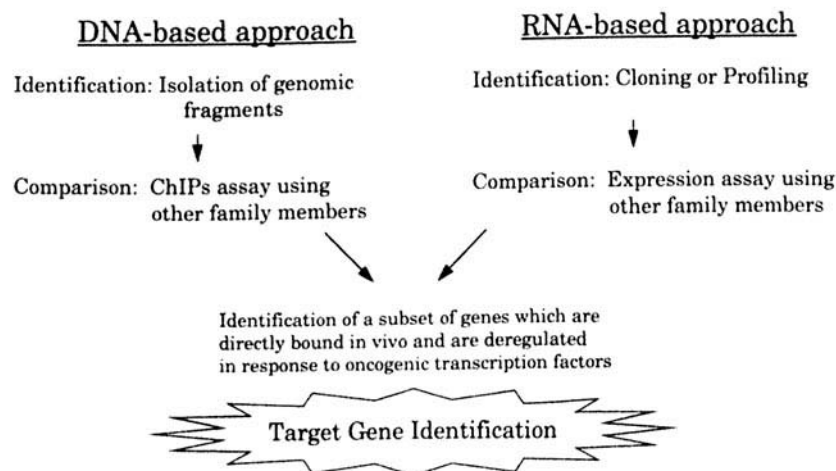 DNA-based approach
Identification: Isolation of genomic
fragments
Comparison: ChIPs assay using
other family members
RNA-based approach
Identification: Cloning or Profiling
Comparison: Expression assay using
other family members
Identification of a subset of genes which are
directly bound in vivo and are deregulated
in response to oncogenic transcription factors
Target Gene Identification